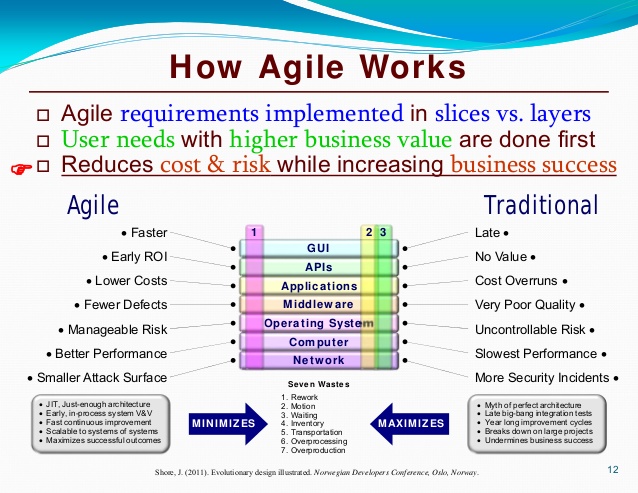 How Agile Works
Agile requirements implemented in slices vs. layers
User needs with higher business value are done first
Reduces cost & risk while increasing business success
Agile
Traditional
• Faster
• Early ROI
• Lower Costs
• Fewer Defects
• Manageable Risk
• Better Performance
• Smaller Attack Surface
1 2 3
GUI
APIs
Applications
Middleware
Operating System
Computer
Network
Late •
No Value •
Cost Overruns •
Very Poor Quality •
Uncontrollable Risk •
Slowest Performance •
More Security Incidents •
• JIT, Just-enough architecture
• Early, in-process system V&V
• Fast continuous improvement
• Scalable to systems of systems
• Maximizes successful outcomes
MINIMIZES
Seven Wastes
1. Rework
2. Motion
3. Waiting
4. Inventory
5. Transportation
6. Overprocessing
7. Overproduction
MAXIMIZES
• Myth of perfect architecture
• Late big-bang integration tests
• Year long improvement cycles
• Breaks down on large projects
• Undermines business success
Shore, J. (2011). Evolutionary design illustrated. Norwegian Developers Conference, Oslo, Norway.
12